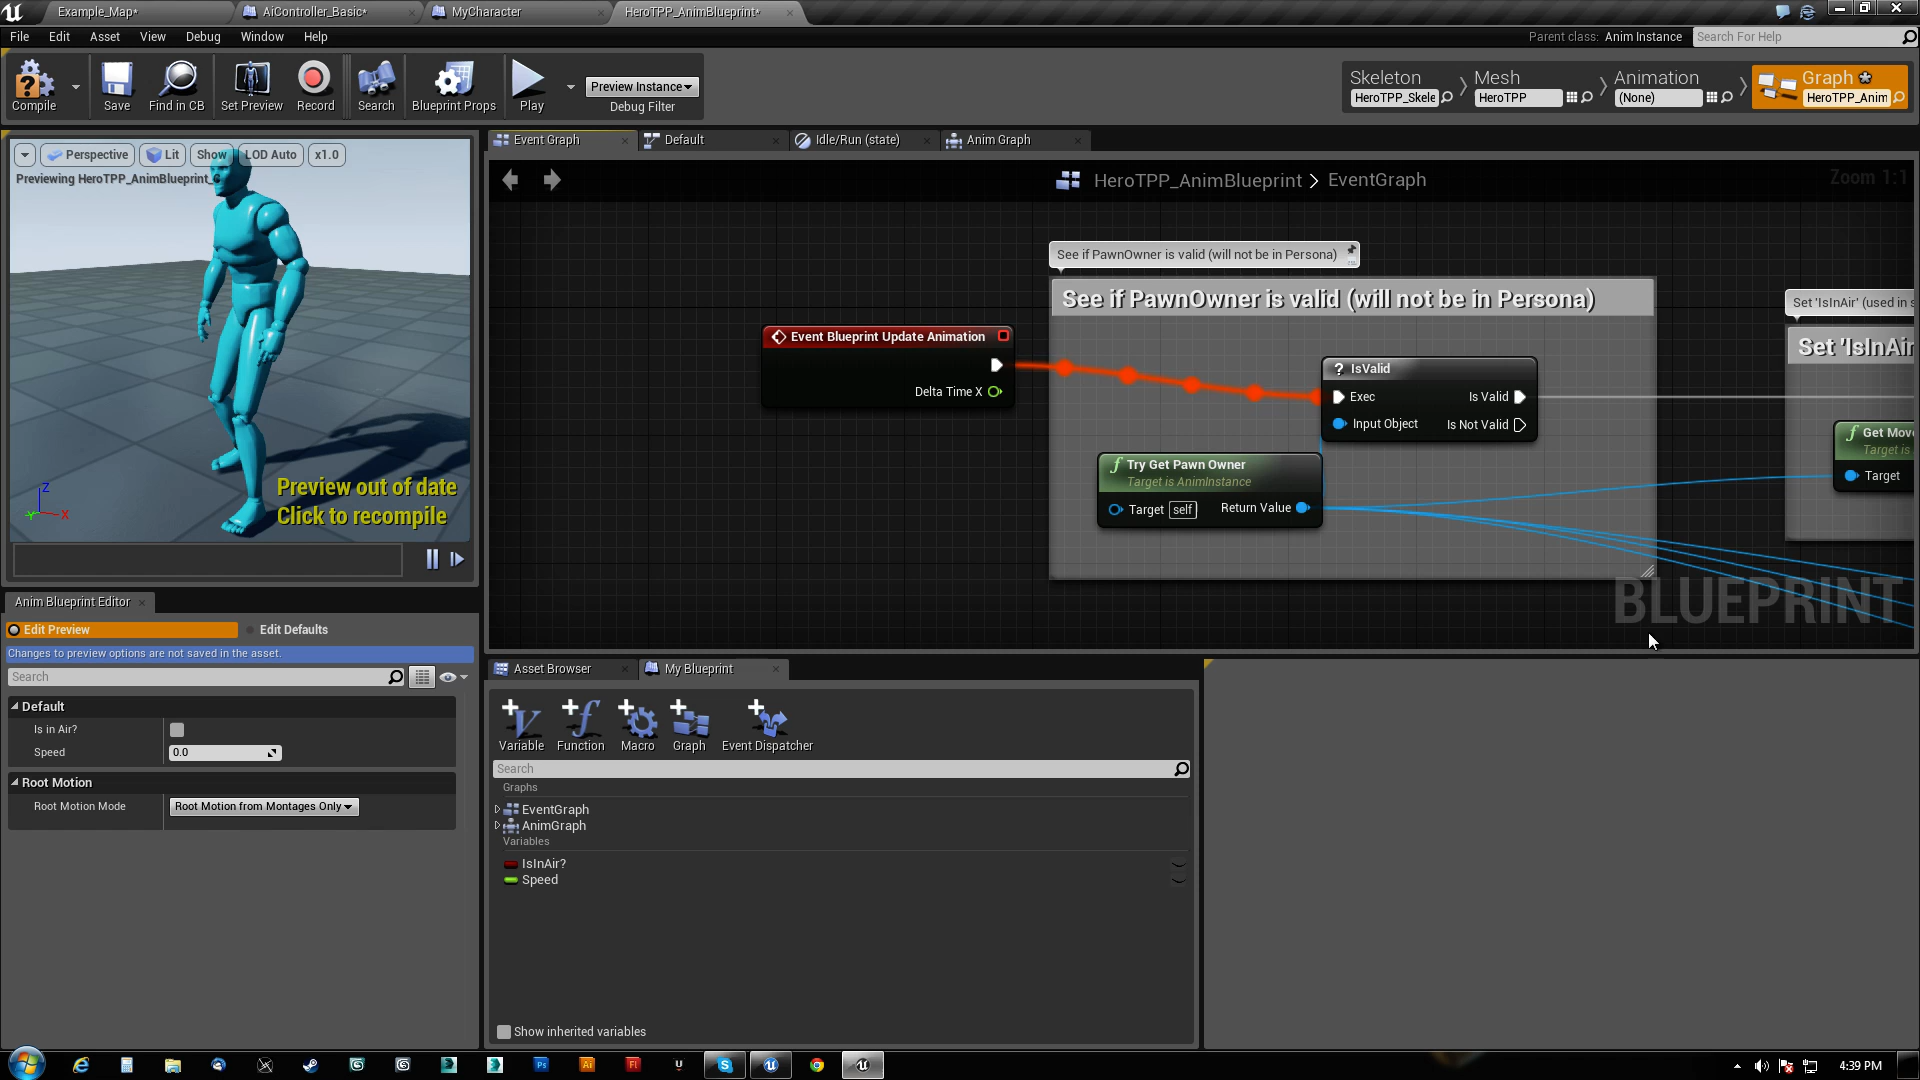 Example_Map*
AiController_Basic*
MyCharacter
HeroTPP_AnimBlueprint*
File Edit Asset View Debug Window Help
Parent class: Anim Instance
Search For Help
Compile
Save
Find in CB
Set Preview
Record
Search
Blueprint Props
Play
Preview Instance
Debug Filter
Skeleton
HeroTPP_Skele
Mesh
HeroTPP
Animation
(None)
Graph
HeroTPP_Anim
Perspective
Lit
Show
LOD Auto
x1.0
Previewing HeroTPP_AnimBlueprint_
Preview out of date
Click to recompile
Z
Y
X
Event Graph
Default
Idle/Run (state)
Anim Graph
HeroTPP_AnimBlueprint > EventGraph
Zoom 1:1
See if PawnOwner is valid (will not be in Persona)
See if PawnOwner is valid (will not be in Persona)
Event Blueprint Update Animation
Delta Time X
? IsValid
Exec
Is Valid
Input Object
Is Not Valid
f Try Get Pawn Owner
Target is AnimInstance
Target self
Return Value
Set 'IsInAir' (used in s
Set 'IsInAir
f Get Mov
Target is
Target
BLUEPRINT
Anim Blueprint Editor
Edit Preview
Edit Defaults
Changes to preview options are not saved in the asset.
Search
Default
Is in Air?
Speed
0.0
Root Motion
Root Motion Mode
Root Motion from Montages Only
Asset Browser
My Blueprint
Variable
Function
Macro
Graph
Event Dispatcher
Search
Graphs
EventGraph
AnimGraph
Variables
IsInAir?
Speed
Show inherited variables
Ps
Ai
Fl
4:39 PM